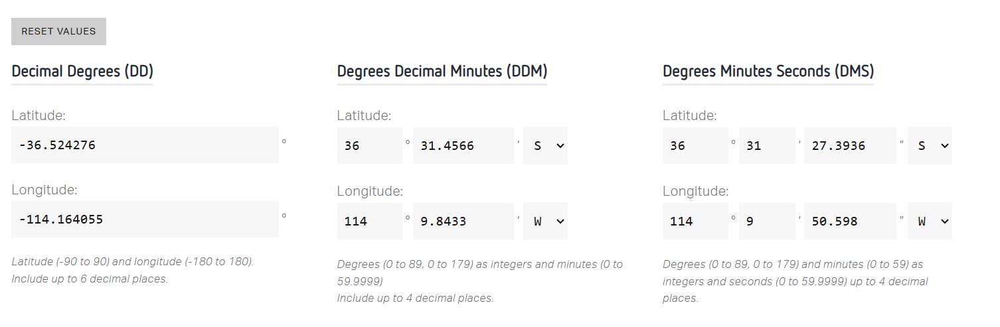 RESET VALUES
Decimal Degrees (DD)
Latitude:
-36.524276 °
Longitude:
-114.164055 °
Latitude (-90 to 90) and longitude (-180 to 180).
Include up to 6 decimal places.
Degrees Decimal Minutes (DDM)
Latitude:
36 ° 31.4566 ′ S
Longitude:
114 ° 9.8433 ′ W
Degrees (0 to 89, 0 to 179) as integers and minutes (0 to
59.9999)
Include up to 4 decimal places.
Degrees Minutes Seconds (DMS)
Latitude:
36 ° 31 ′ 27.3936 ″ S
Longitude:
114 ° 9 ′ 50.598 ″ W
Degrees (0 to 89, 0 to 179) and minutes (0 to 59) as
integers and seconds (0 to 59.9999) up to 4 decimal
places.